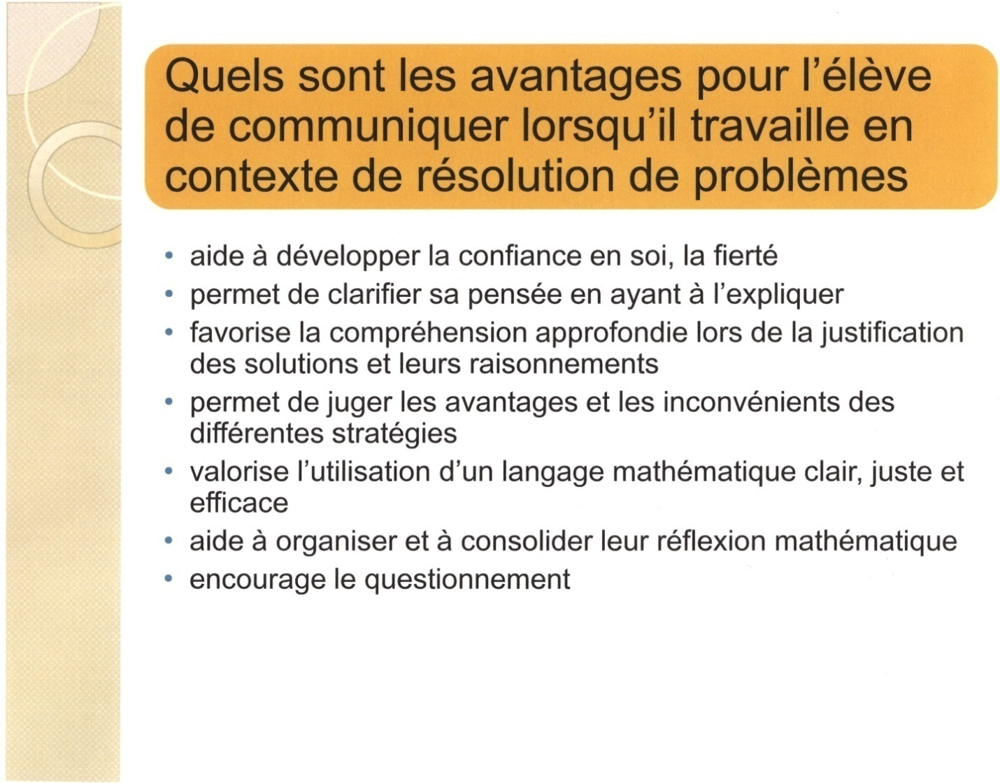 Quels sont les avantages pour l’élève
de communiquer lorsqu’il travaille en
contexte de résolution de problèmes
• aide à développer la confiance en soi, la fierté
• permet de clarifier sa pensée en ayant à l’expliquer
• favorise la compréhension approfondie lors de la justification
des solutions et leurs raisonnements
• permet de juger les avantages et les inconvénients des
différentes stratégies
• valorise l’utilisation d’un langage mathématique clair, juste et
efficace
• aide à organiser et à consolider leur réflexion mathématique
• encourage le questionnement